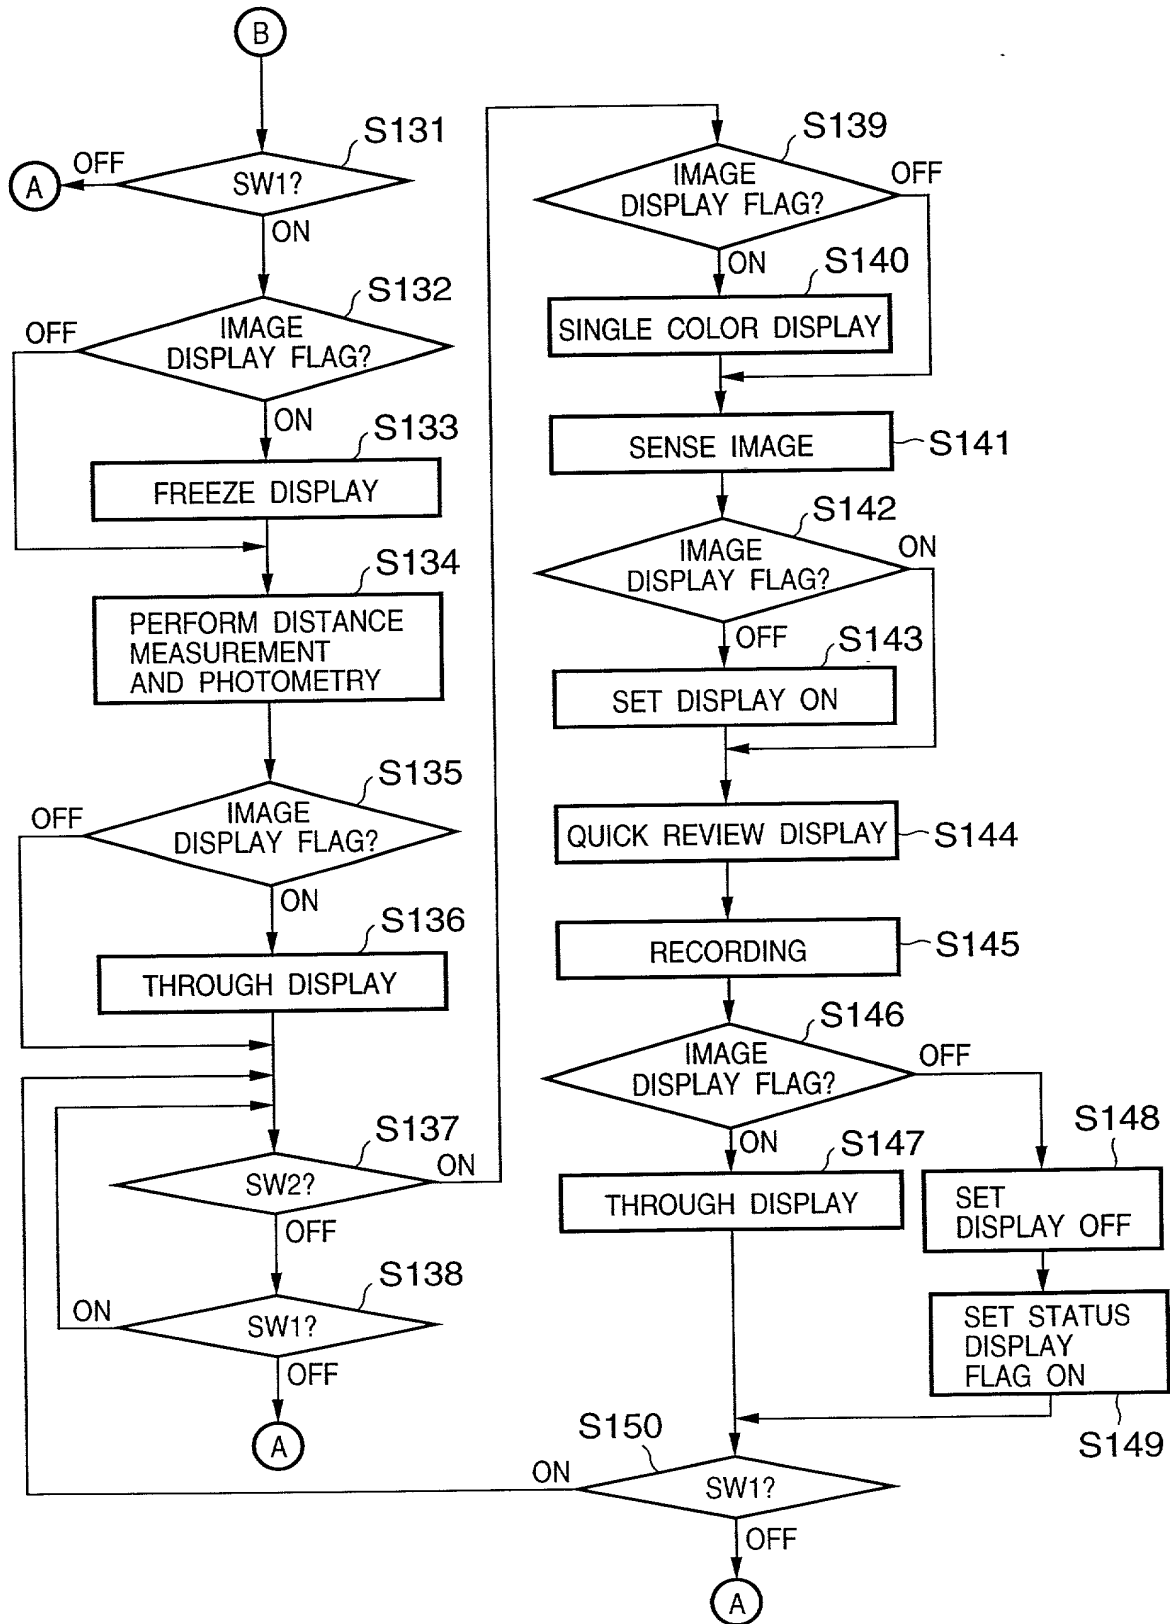 B
S131
OFF
A
SW1?
ON
S132
OFF
IMAGE
DISPLAY FLAG?
ON
S133
FREEZE DISPLAY
S134
PERFORM DISTANCE
MEASUREMENT
AND PHOTOMETRY
S135
OFF
IMAGE
DISPLAY FLAG?
ON
S136
THROUGH DISPLAY
S137
SW2?
ON
OFF
S138
ON
SW1?
OFF
A
S139
IMAGE
DISPLAY FLAG?
OFF
ON
S140
SINGLE COLOR DISPLAY
SENSE IMAGE
S141
S142
IMAGE
DISPLAY FLAG?
ON
OFF
S143
SET DISPLAY ON
QUICK REVIEW DISPLAY
S144
RECORDING
S145
S146
IMAGE
DISPLAY FLAG?
OFF
ON
S147
THROUGH DISPLAY
S148
SET
DISPLAY OFF
SET STATUS
DISPLAY
FLAG ON
S149
S150
ON
SW1?
OFF
A